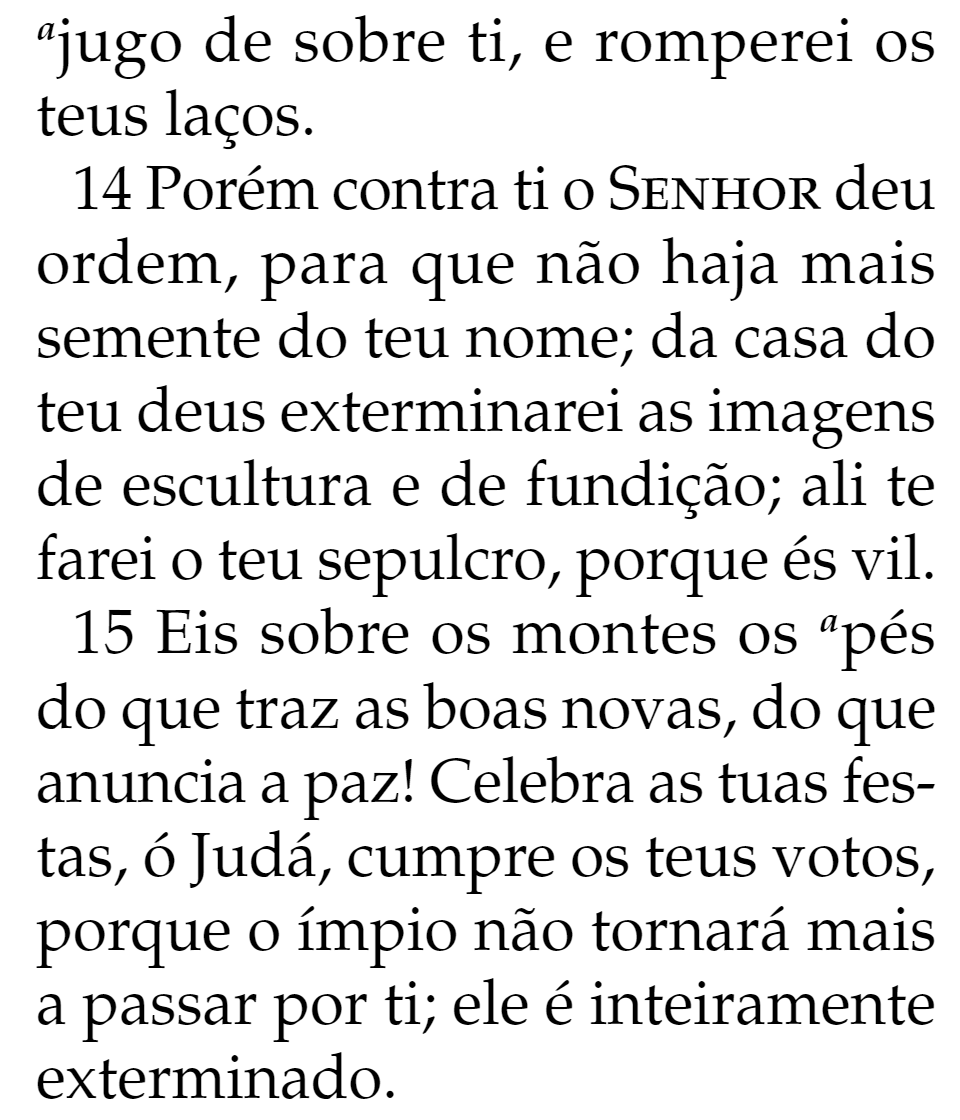 ajugo de sobre ti, e romperei os
teus laços.
14 Porém contra ti o SENHOR deu
ordem, para que não haja mais
semente do teu nome; da casa do
teu deus exterminarei as imagens
de escultura e de fundição; ali te
farei o teu sepulcro, porque és vil.
15 Eis sobre os montes os apés
do que traz as boas novas, do que
anuncia a paz! Celebra as tuas fes-
tas, ó Judá, cumpre os teus votos,
porque o ímpio não tornará mais
a passar por ti; ele é inteiramente
exterminado.